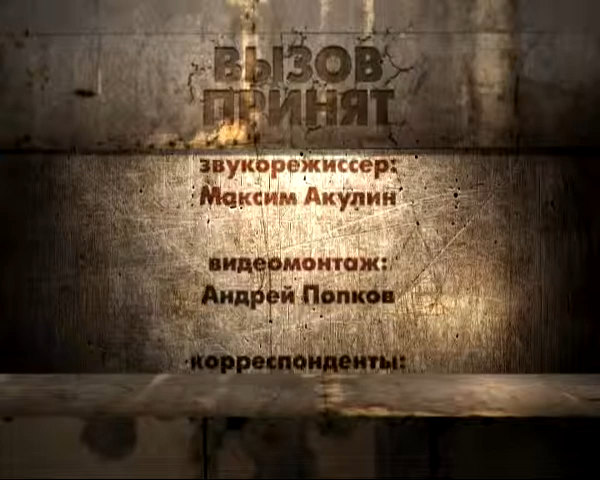 ВЫЗОВ
ПРИНЯТ
звукорежиссер:
Максим Акулин
видеомонтаж:
Андрей Попков
корреспонденты: